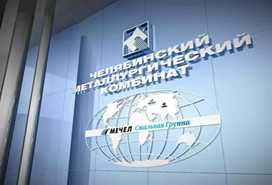 ЧЕЛЯБИНСКИЙ
МЕТАЛЛУРГИЧЕСКИЙ
КОМБИНАТ
МЕЧЕЛ Стальная Группа